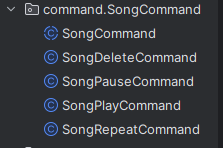 command.SongCommand
SongCommand
SongDeleteCommand
SongPauseCommand
SongPlayCommand
SongRepeatCommand